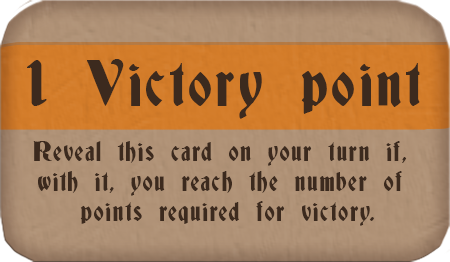 1 Victory point
Reveal this card on your turn if,
with it, you reach the number of
points required for victory.